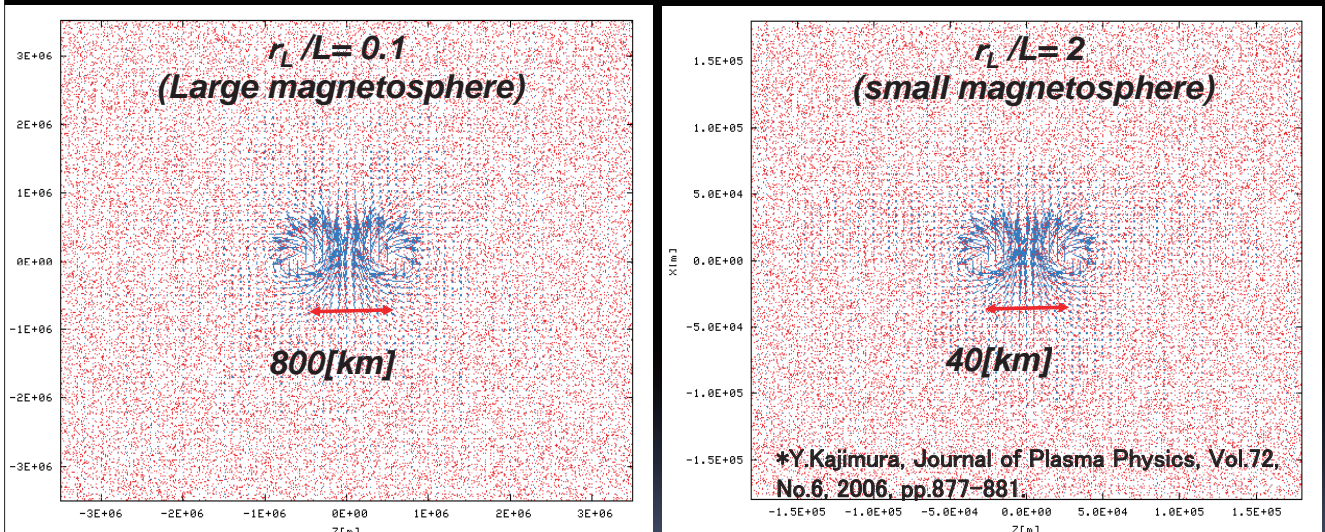 r_L /L= 0.1
(Large magnetosphere)
3E+06
2E+06
1E+06
0E+00
-1E+06
-2E+06
-3E+06
800[km]
-3E+06 -2E+06 -1E+06 0E+00 1E+06 2E+06 3E+06
Z[m]
r_L /L= 2
(small magnetosphere)
1.5E+05
1.0E+05
5.0E+04
0.0E+00
-5.0E+04
-1.0E+05
-1.5E+05
X[m]
40[km]
*Y.Kajimura, Journal of Plasma Physics, Vol.72,
No.6, 2006, pp.877-881.
-1.5E+05 -1.0E+05 -5.0E+04 0.0E+00 5.0E+04 1.0E+05 1.5E+05
Z[m]